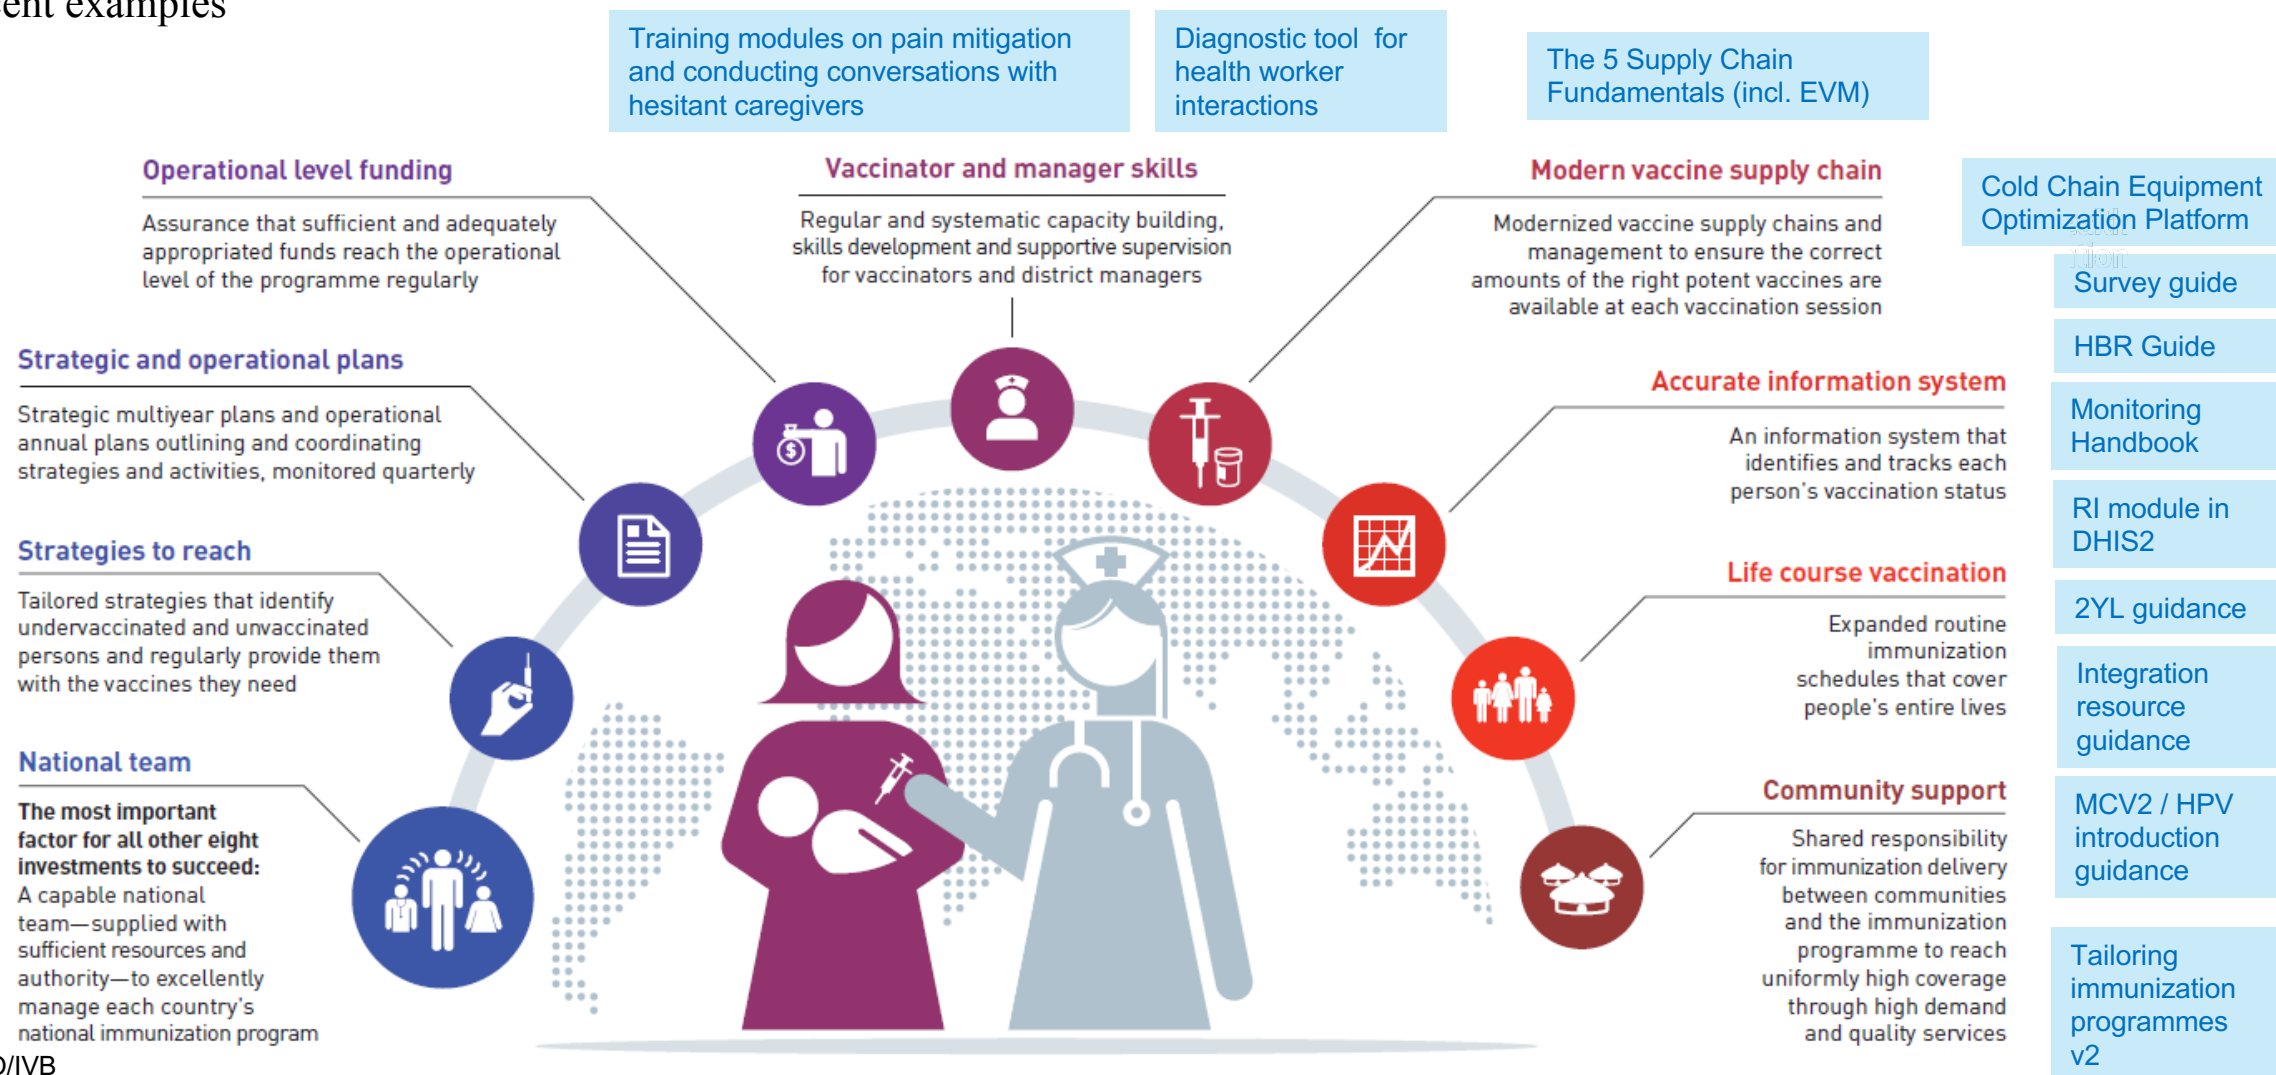 examples
Training modules on pain mitigation
and conducting conversations with
hesitant caregivers
Diagnostic tool for
health worker
interactions
The 5 Supply Chain
Fundamentals (incl. EVM)
Operational level funding
Assurance that sufficient and adequately
appropriated funds reach the operational
level of the programme regularly
Vaccinator and manager skills
Regular and systematic capacity building,
skills development and supportive supervision
for vaccinators and district managers
Modern vaccine supply chain
Modernized vaccine supply chains and
management to ensure the correct
amounts of the right potent vaccines are
available at each vaccination session
Cold Chain Equipment
Optimization Platform
Survey guide
HBR Guide
Monitoring
Handbook
RI module in
DHIS2
2YL guidance
Integration
resource
guidance
MCV2 / HPV
introduction
guidance
Tailoring
immunization
programmes
v2
Strategic and operational plans
Strategic multiyear plans and operational
annual plans outlining and coordinating
strategies and activities, monitored quarterly
Accurate information system
An information system that
identifies and tracks each
person's vaccination status
Strategies to reach
Tailored strategies that identify
undervaccinated and unvaccinated
persons and regularly provide them
with the vaccines they need
Life course vaccination
Expanded routine
immunization
schedules that cover
people's entire lives
National team
The most important
factor for all other eight
investments to succeed:
A capable national
team—supplied with
sufficient resources and
authority—to excellently
manage each country's
national immunization program
Community support
Shared responsibility
for immunization delivery
between communities
and the immunization
programme to reach
uniformly high coverage
through high demand
and quality services
$
/IVB